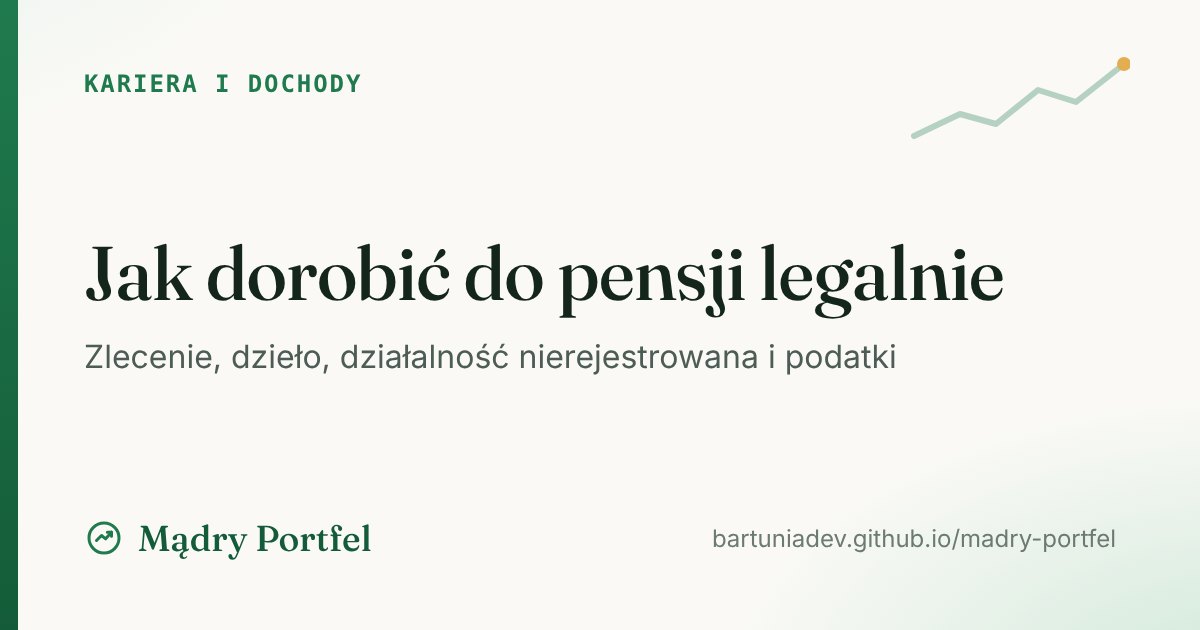 KARIERA I DOCHODY
Jak dorobić do pensji legalnie
Zlecenie, dzieło, działalność nierejestrowana i podatki
Mądry Portfel
bartuniadev.github.io/madry-portfel